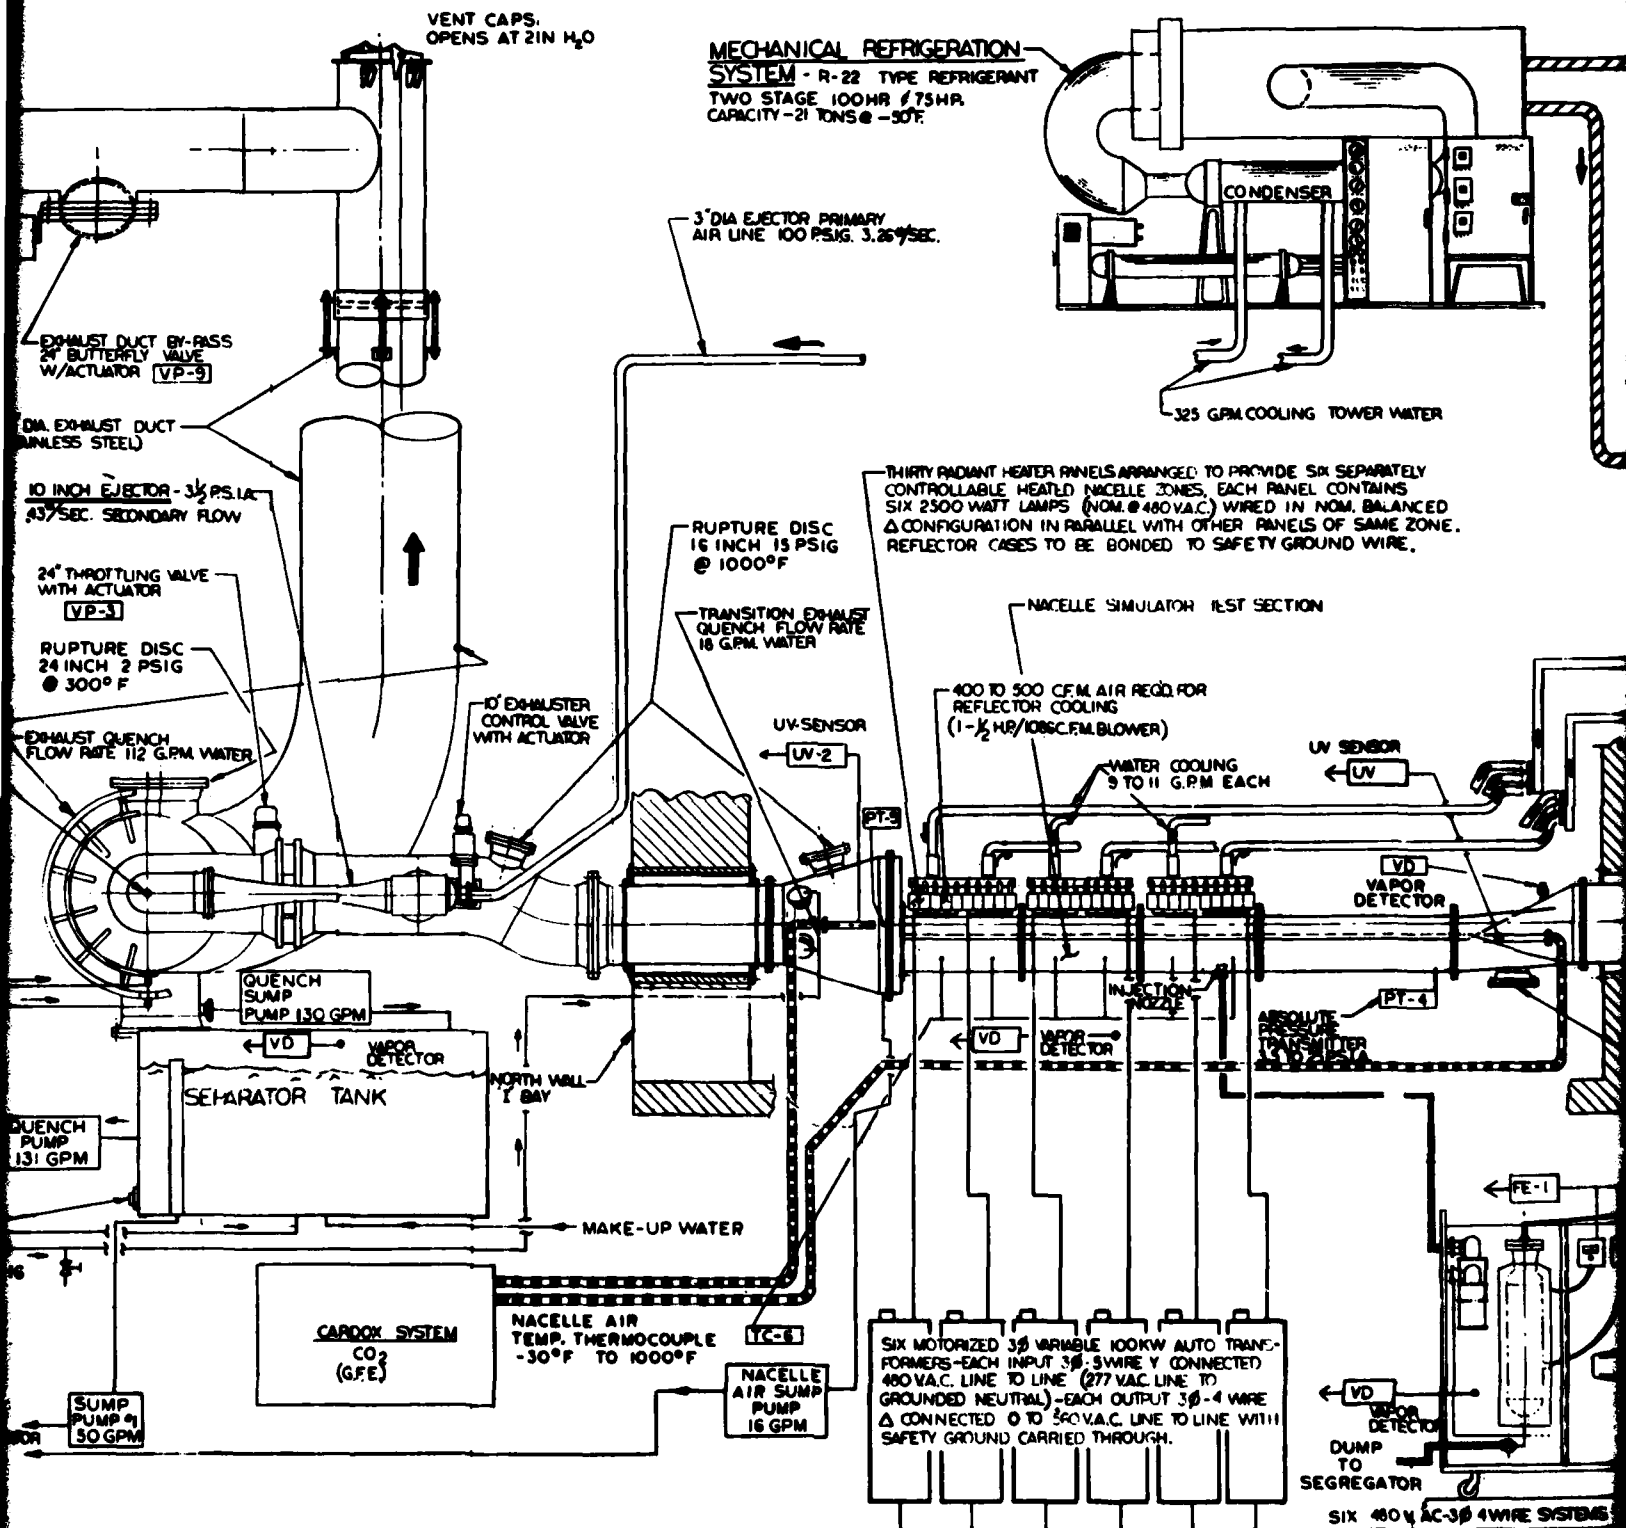 VENT CAPS.
OPENS AT 2IN H2O
MECHANICAL REFRIGERATION
SYSTEM - R-22 TYPE REFRIGERANT
TWO STAGE 100HR & 75HP.
CAPACITY-21 TONS @ -50°F.
CONDENSER
3" DIA EJECTOR PRIMARY
AIR LINE 100 PSIG. 3.26#/SEC.
EXHAUST DUCT BY-PASS
24" BUTTERFLY VALVE
W/ACTUATOR VP-9
325 G.P.M. COOLING TOWER WATER
DIA. EXHAUST DUCT
AINLESS STEEL)
THIRTY RADIANT HEATER PANELS ARRANGED TO PROVIDE SIX SEPARATELY
CONTROLLABLE HEATED NACELLE ZONES, EACH PANEL CONTAINS
SIX 2500 WATT LAMPS (NOM. @ 480 V.A.C.) WIRED IN NOM. BALANCED
Δ CONFIGURATION IN PARALLEL WITH OTHER PANELS OF SAME ZONE.
REFLECTOR CASES TO BE BONDED TO SAFETY GROUND WIRE.
10 INCH EJECTOR - 3½ P.S.I.A.
.43#/SEC. SECONDARY FLOW
RUPTURE DISC
16 INCH 15 PSIG
@ 1000°F
24" THROTTLING VALVE
WITH ACTUATOR
VP-3
NACELLE SIMULATOR TEST SECTION
TRANSITION EXHAUST
QUENCH FLOW RATE
18 G.P.M. WATER
RUPTURE DISC
24 INCH 2 PSIG
@ 300°F
400 TO 500 C.F.M. AIR REQ'D. FOR
REFLECTOR COOLING
(1-½ HP/1086 C.F.M. BLOWER)
10" EXHAUSTER
CONTROL VALVE
WITH ACTUATOR
UV-SENSOR
UV-2
EXHAUST QUENCH
FLOW RATE 112 G.P.M. WATER
WATER COOLING
9 TO 11 G.P.M EACH
UV SENSOR
UV
PT-5
VD
VAPOR
DETECTOR
QUENCH
SUMP
PUMP 130 GPM
INJECTION
NOZZLE
PT-4
ABSOLUTE
PRESSURE
TRANSMITTER
VD
VAPOR
DETECTOR
VD
VAPOR
DETECTOR
SEPARATOR TANK
NORTH WALL
I BAY
QUENCH
PUMP
131 GPM
FE-1
MAKE-UP WATER
CARDOX SYSTEM
CO2
(G.F.E)
NACELLE AIR
TEMP. THERMOCOUPLE
-30°F TO 1000°F
TC-6
SIX MOTORIZED 3Ø VARIABLE 100KW AUTO TRANS-
FORMERS-EACH INPUT 3Ø-5WIRE Y CONNECTED
480 V.A.C. LINE TO LINE (277 VAC. LINE TO
GROUNDED NEUTRAL)-EACH OUTPUT 3Ø-4 WIRE
Δ CONNECTED 0 TO 560 V.A.C. LINE TO LINE WITH
SAFETY GROUND CARRIED THROUGH.
NACELLE
AIR SUMP
PUMP
16 GPM
SUMP
PUMP #1
50 GPM
VD
VAPOR
DETECTOR
DUMP
TO
SEGREGATOR
SIX 480 V. AC-3Ø 4 WIRE SYSTEMS